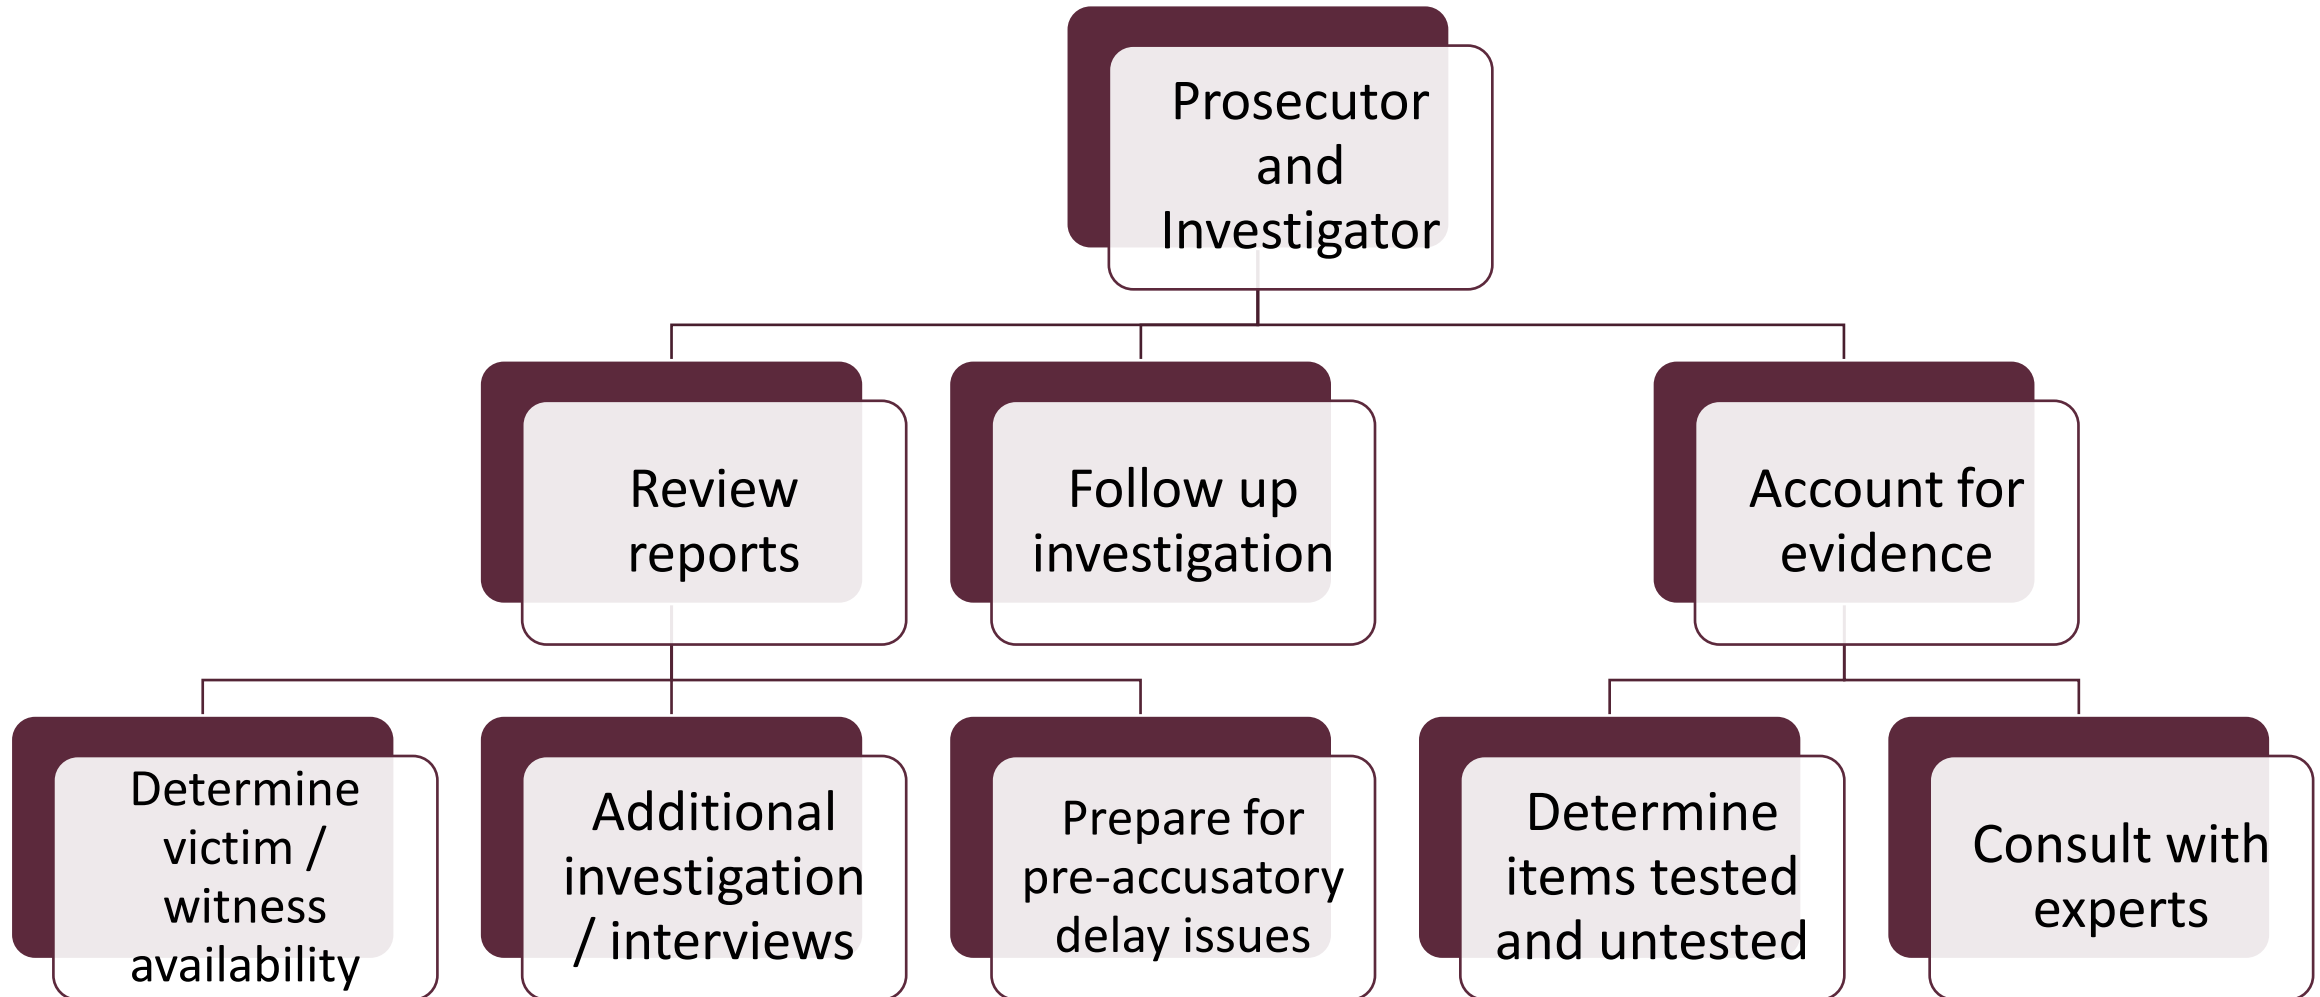 Prosecutor
and
Investigator
Review
reports
Follow up
investigation
Account for
evidence
Determine
victim /
witness
availability
Additional
investigation
/ interviews
Prepare for
pre-accusatory
delay issues
Determine
items tested
and untested
Consult with
experts